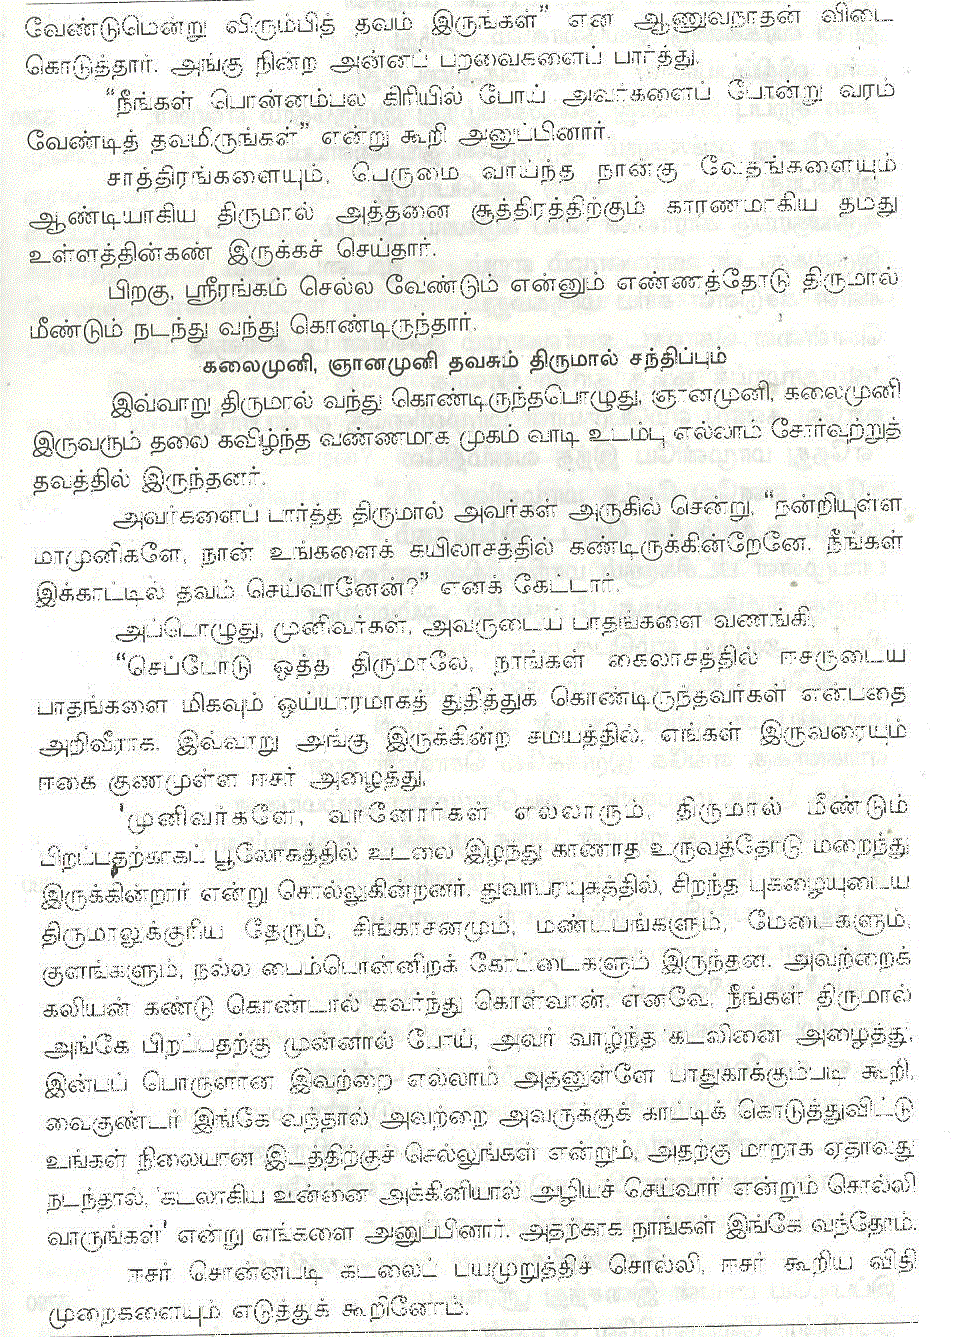 வேண்டுமென்று விரும்பித் தவம் இருங்கள்” என ஆணுவநாதன் விடை
கொடுத்தார். அங்கு நின்ற அன்னப் பறவைகளைப் பார்த்து,
“நீங்கள் பொன்னம்பல கிரியில் போய் அவர்களைப் போன்று வரம்
வேண்டித் தவமிருங்கள்” என்று கூறி அனுப்பினார்.
சாத்திரங்களையும், பெருமை வாய்ந்த நான்கு வேதங்களையும்
ஆண்டியாகிய திருமால் அத்தனை சூத்திரத்திற்கும் காரணமாகிய தமது
உள்ளத்தின்கண் இருக்கச் செய்தார்.
பிறகு, ஸ்ரீரங்கம் செல்ல வேண்டும் என்னும் எண்ணத்தோடு திருமால்
மீண்டும் நடந்து வந்து கொண்டிருந்தார்.
கலைமுனி, ஞானமுனி தவசும் திருமால் சந்திப்பும்
இவ்வாறு திருமால் வந்து கொண்டிருந்தபொழுது, ஞானமுனி, கலைமுனி
இருவரும் தலை கவிழ்ந்த வண்ணமாக முகம் வாடி உடம்பு எல்லாம் சோர்வுற்றுத்
தவத்தில் இருந்தனர்.
அவர்களைப் பார்த்த திருமால் அவர்கள் அருகில் சென்று, “நன்றியுள்ள
மாமுனிகளே, நான் உங்களைக் கயிலாசத்தில் கண்டிருக்கின்றேனே. நீங்கள்
இக்காட்டில் தவம் செய்வானேன்?” எனக் கேட்டார்.
அப்பொழுது, முனிவர்கள், அவருடைய பாதங்களை வணங்கி,
“செப்போடு ஒத்த திருமாலே, நாங்கள் கைலாசத்தில் ஈசருடைய
பாதங்களை மிகவும் ஒய்யாரமாகத் துதித்துக் கொண்டிருந்தவர்கள் என்பதை
அறிவீராக. இவ்வாறு அங்கு இருக்கின்ற சமயத்தில், எங்கள் இருவரையும்
ஈகை குணமுள்ள ஈசர் அழைத்து,
'முனிவர்களே, வானோர்கள் எல்லாரும், திருமால் மீண்டும்
பிறப்பதற்காகப் பூலோகத்தில் உடலை இழந்து காணாத உருவத்தோடு மறைந்து
இருக்கின்றார் என்று சொல்லுகின்றனர். துவாபரயுகத்தில், சிறந்த புகழையுடைய
திருமாலுக்குரிய தேரும், சிங்காசனமும், மண்டபங்களும், மேடைகளும்,
குளங்களும், நல்ல பைம்பொன்னிறக் கோட்டைகளும் இருந்தன. அவற்றைக்
கலியன் கண்டு கொண்டால் கவர்ந்து கொள்வான். எனவே, நீங்கள் திருமால்
அங்கே பிறப்பதற்கு முன்னால் போய், அவர் வாழ்ந்த கடலினை அழைத்து,
இன்பப் பொருளான இவற்றை எல்லாம் அதனுள்ளே பாதுகாக்கும்படி கூறி,
வைகுண்டர் இங்கே வந்தால் அவற்றை அவருக்குக் காட்டிக் கொடுத்துவிட்டு
உங்கள் நிலையான இடத்திற்குச் செல்லுங்கள் என்றும், அதற்கு மாறாக ஏதாவது
நடந்தால், 'கடலாகிய உன்னை அக்கினியால் அழியச் செய்வார்' என்றும் சொல்லி
வாருங்கள்' என்று எங்களை அனுப்பினார். அதற்காக நாங்கள் இங்கே வந்தோம்.
ஈசர் சொன்னபடி கடலைப் பயமுறுத்திச் சொல்லி, ஈசர் கூறிய விதி
முறைகளையும் எடுத்துக் கூறினோம்.